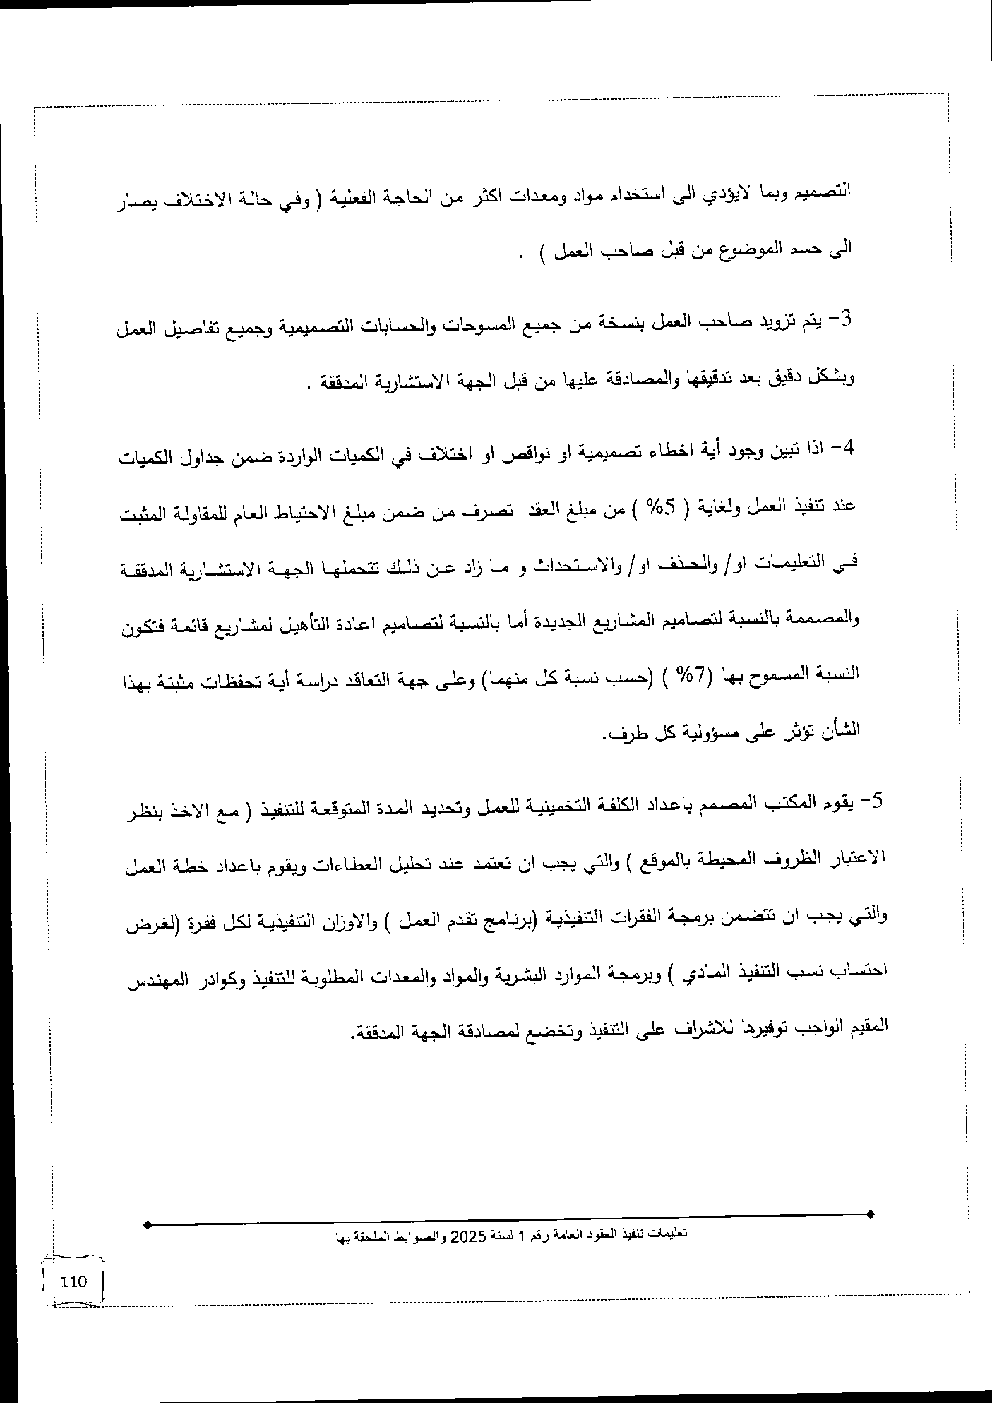 التصميم وبما لايؤدي الى استخدام مواد ومعدات اكثر من الحاجة الفعلية ( وفي حالة الاختلاف يصار
الى حسم الموضوع من قبل صاحب العمل ) .
3- يتم تزويد صاحب العمل بنسخة من جميع المسوحات والحسابات التصميمية وجميع تفاصيل العمل
وبشكل دقيق بعد تدقيقها والمصادقة عليها من قبل الجهة الاستشارية المدققة .
4- اذا تبين وجود أية اخطاء تصميمية او نواقص او اختلاف في الكميات الواردة ضمن جداول الكميات
عند تنفيذ العمل ولغاية ( 5% ) من مبلغ العقد تصرف من ضمن مبلغ الاحتياط العام للمقاولة المثبت
في التعليمات او/ والحذف او/ والاستحداث و ما زاد عن ذلك تتحملها الجهة الاستشارية المدققة
والمصممة بالنسبة لتصاميم المشاريع الجديدة أما بالنسبة لتصاميم اعادة التأهيل لمشاريع قائمة فتكون
النسبة المسموح بها (7% ) (حسب نسبة كل منهما) وعلى جهة التعاقد دراسة أية تحفظات مثبتة بهذا
الشأن تؤثر على مسؤولية كل طرف.
5- يقوم المكتب المصمم باعداد الكلفة التخمينية للعمل وتحديد المدة المتوقعة للتنفيذ ( مع الاخذ بنظر
الاعتبار الظروف المحيطة بالموقع ) والتي يجب ان تعتمد عند تحليل العطاءات ويقوم باعداد خطة العمل
والتي يجب ان تتضمن برمجة الفقرات التنفيذية (برنامج تقدم العمل ) والاوزان التنفيذية لكل فقرة (لغرض
احتساب نسب التنفيذ المادي ) وبرمجة الموارد البشرية والمواد والمعدات المطلوبة للتنفيذ وكوادر المهندس
المقيم الواجب توفيرها للاشراف على التنفيذ وتخضع لمصادقة الجهة المدققة.
تعليمات تنفيذ العقود العامة رقم 1 لسنة 2025 والضوابط الملحقة بها
110